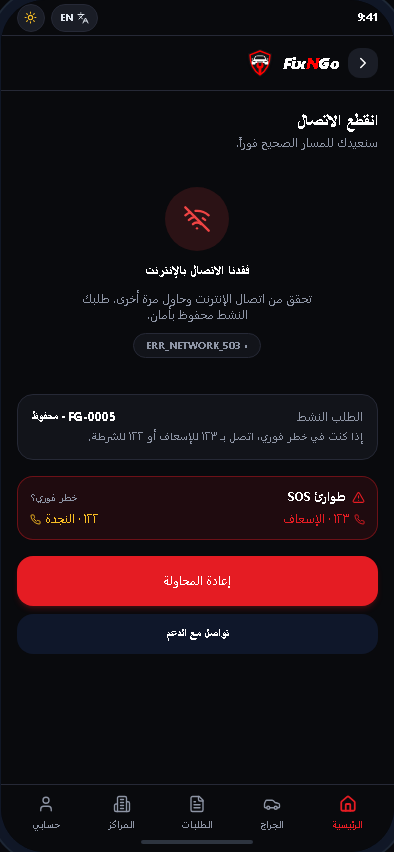 9:41
EN
FixNGo
انقطع الاتصال
سنعيدك للمسار الصحيح فوراً.
فقدنا الاتصال بالإنترنت
تحقق من اتصال الإنترنت وحاول مرة أخرى. طلبك
النشط محفوظ بأمان.
ERR_NETWORK_503 •
الطلب النشط
FG-0005 - محفوظ
إذا كنت في خطر فوري، اتصل بـ ١٢٣ للإسعاف أو ١٢٢ للشرطة.
طوارئ SOS
خطر فوري؟
١٢٣ · الإسعاف
١٢٢ · النجدة
إعادة المحاولة
تواصل مع الدعم
الرئيسية
الجراج
الطلبات
المراكز
حسابي